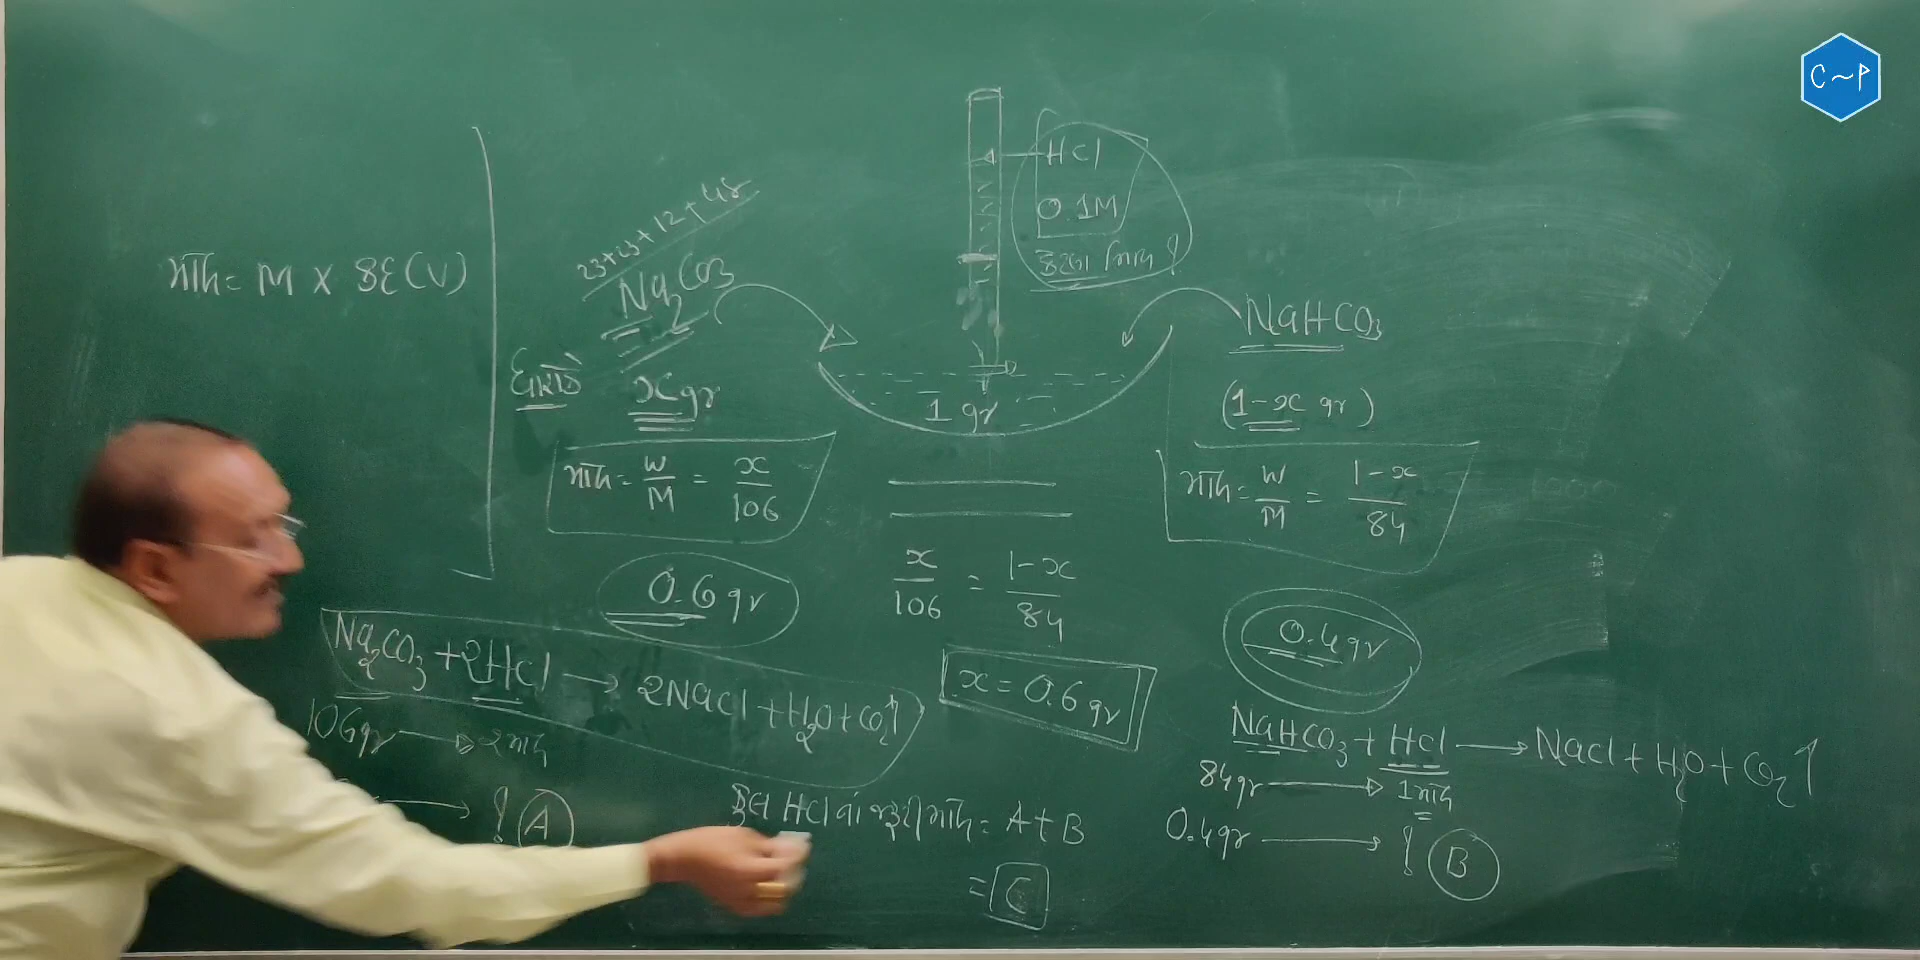 C~P
મોલ = M × કદ (V)
23+23+12+48
Na2CO3
ધારોકે
x gr
મોલ = W/M = x/106
0.6 gr
HCl
0.1M
1 gr
NaHCO3
(1-x gr)
મોલ = W/M = 1-x/84
x/106 = 1-x/84
x = 0.6 gr
0.4 gr
Na2CO3 + 2HCl → 2NaCl + H2O + CO2↑
106 gr → 2 મોલ
→ ? A
કુલ HCl ના જરૂરી મોલ = A + B
= C
NaHCO3 + HCl → NaCl + H2O + CO2↑
84 gr → 1 મોલ
0.4 gr → ? B